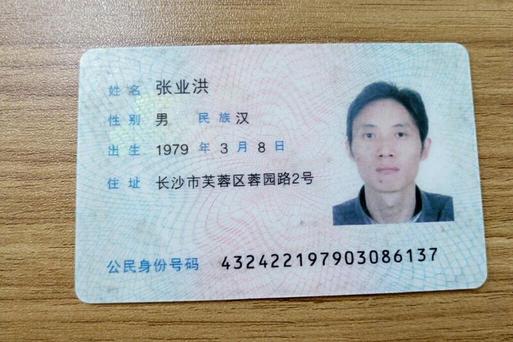 姓名 张业洪
性别 男 民族 汉
出生 1979 年 3 月 8 日
住址 长沙市芙蓉区蓉园路2号
公民身份号码 432422197903086137